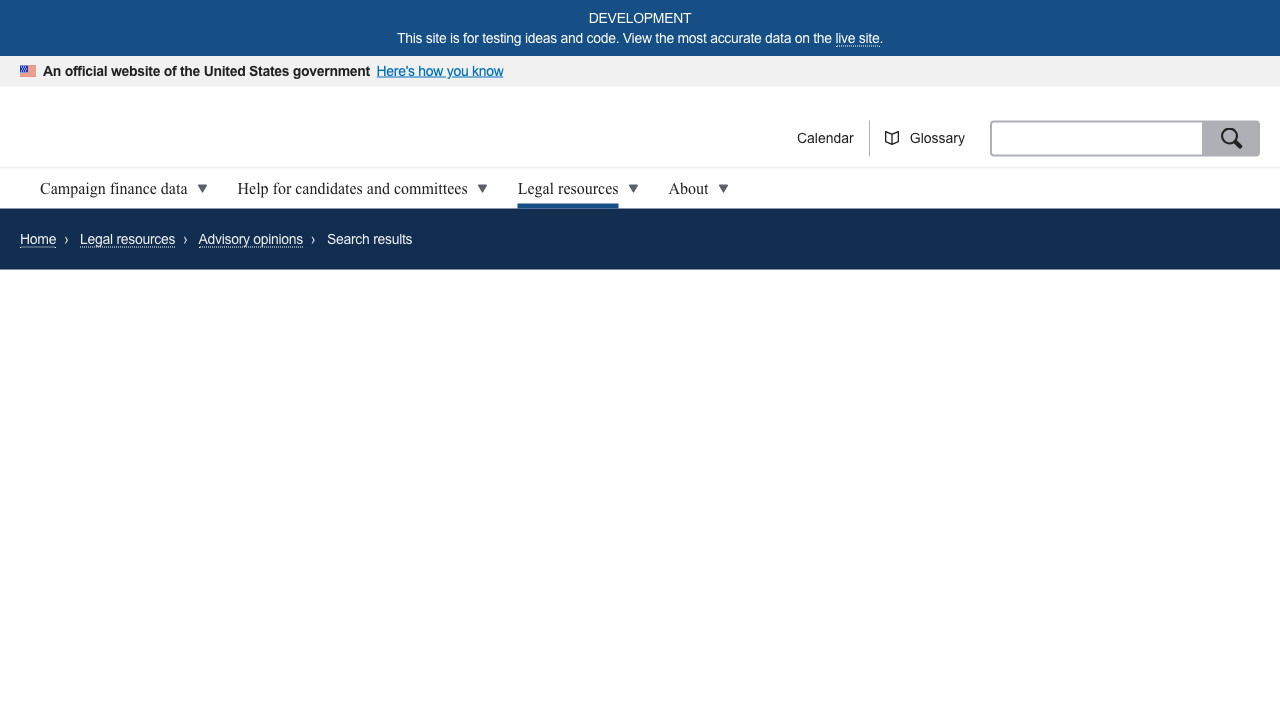 DEVELOPMENT
This site is for testing ideas and code. View the most accurate data on the live site.
An official website of the United States government Here's how you know
Calendar
Glossary
Campaign finance data
Help for candidates and committees
Legal resources
About
Home › Legal resources › Advisory opinions › Search results